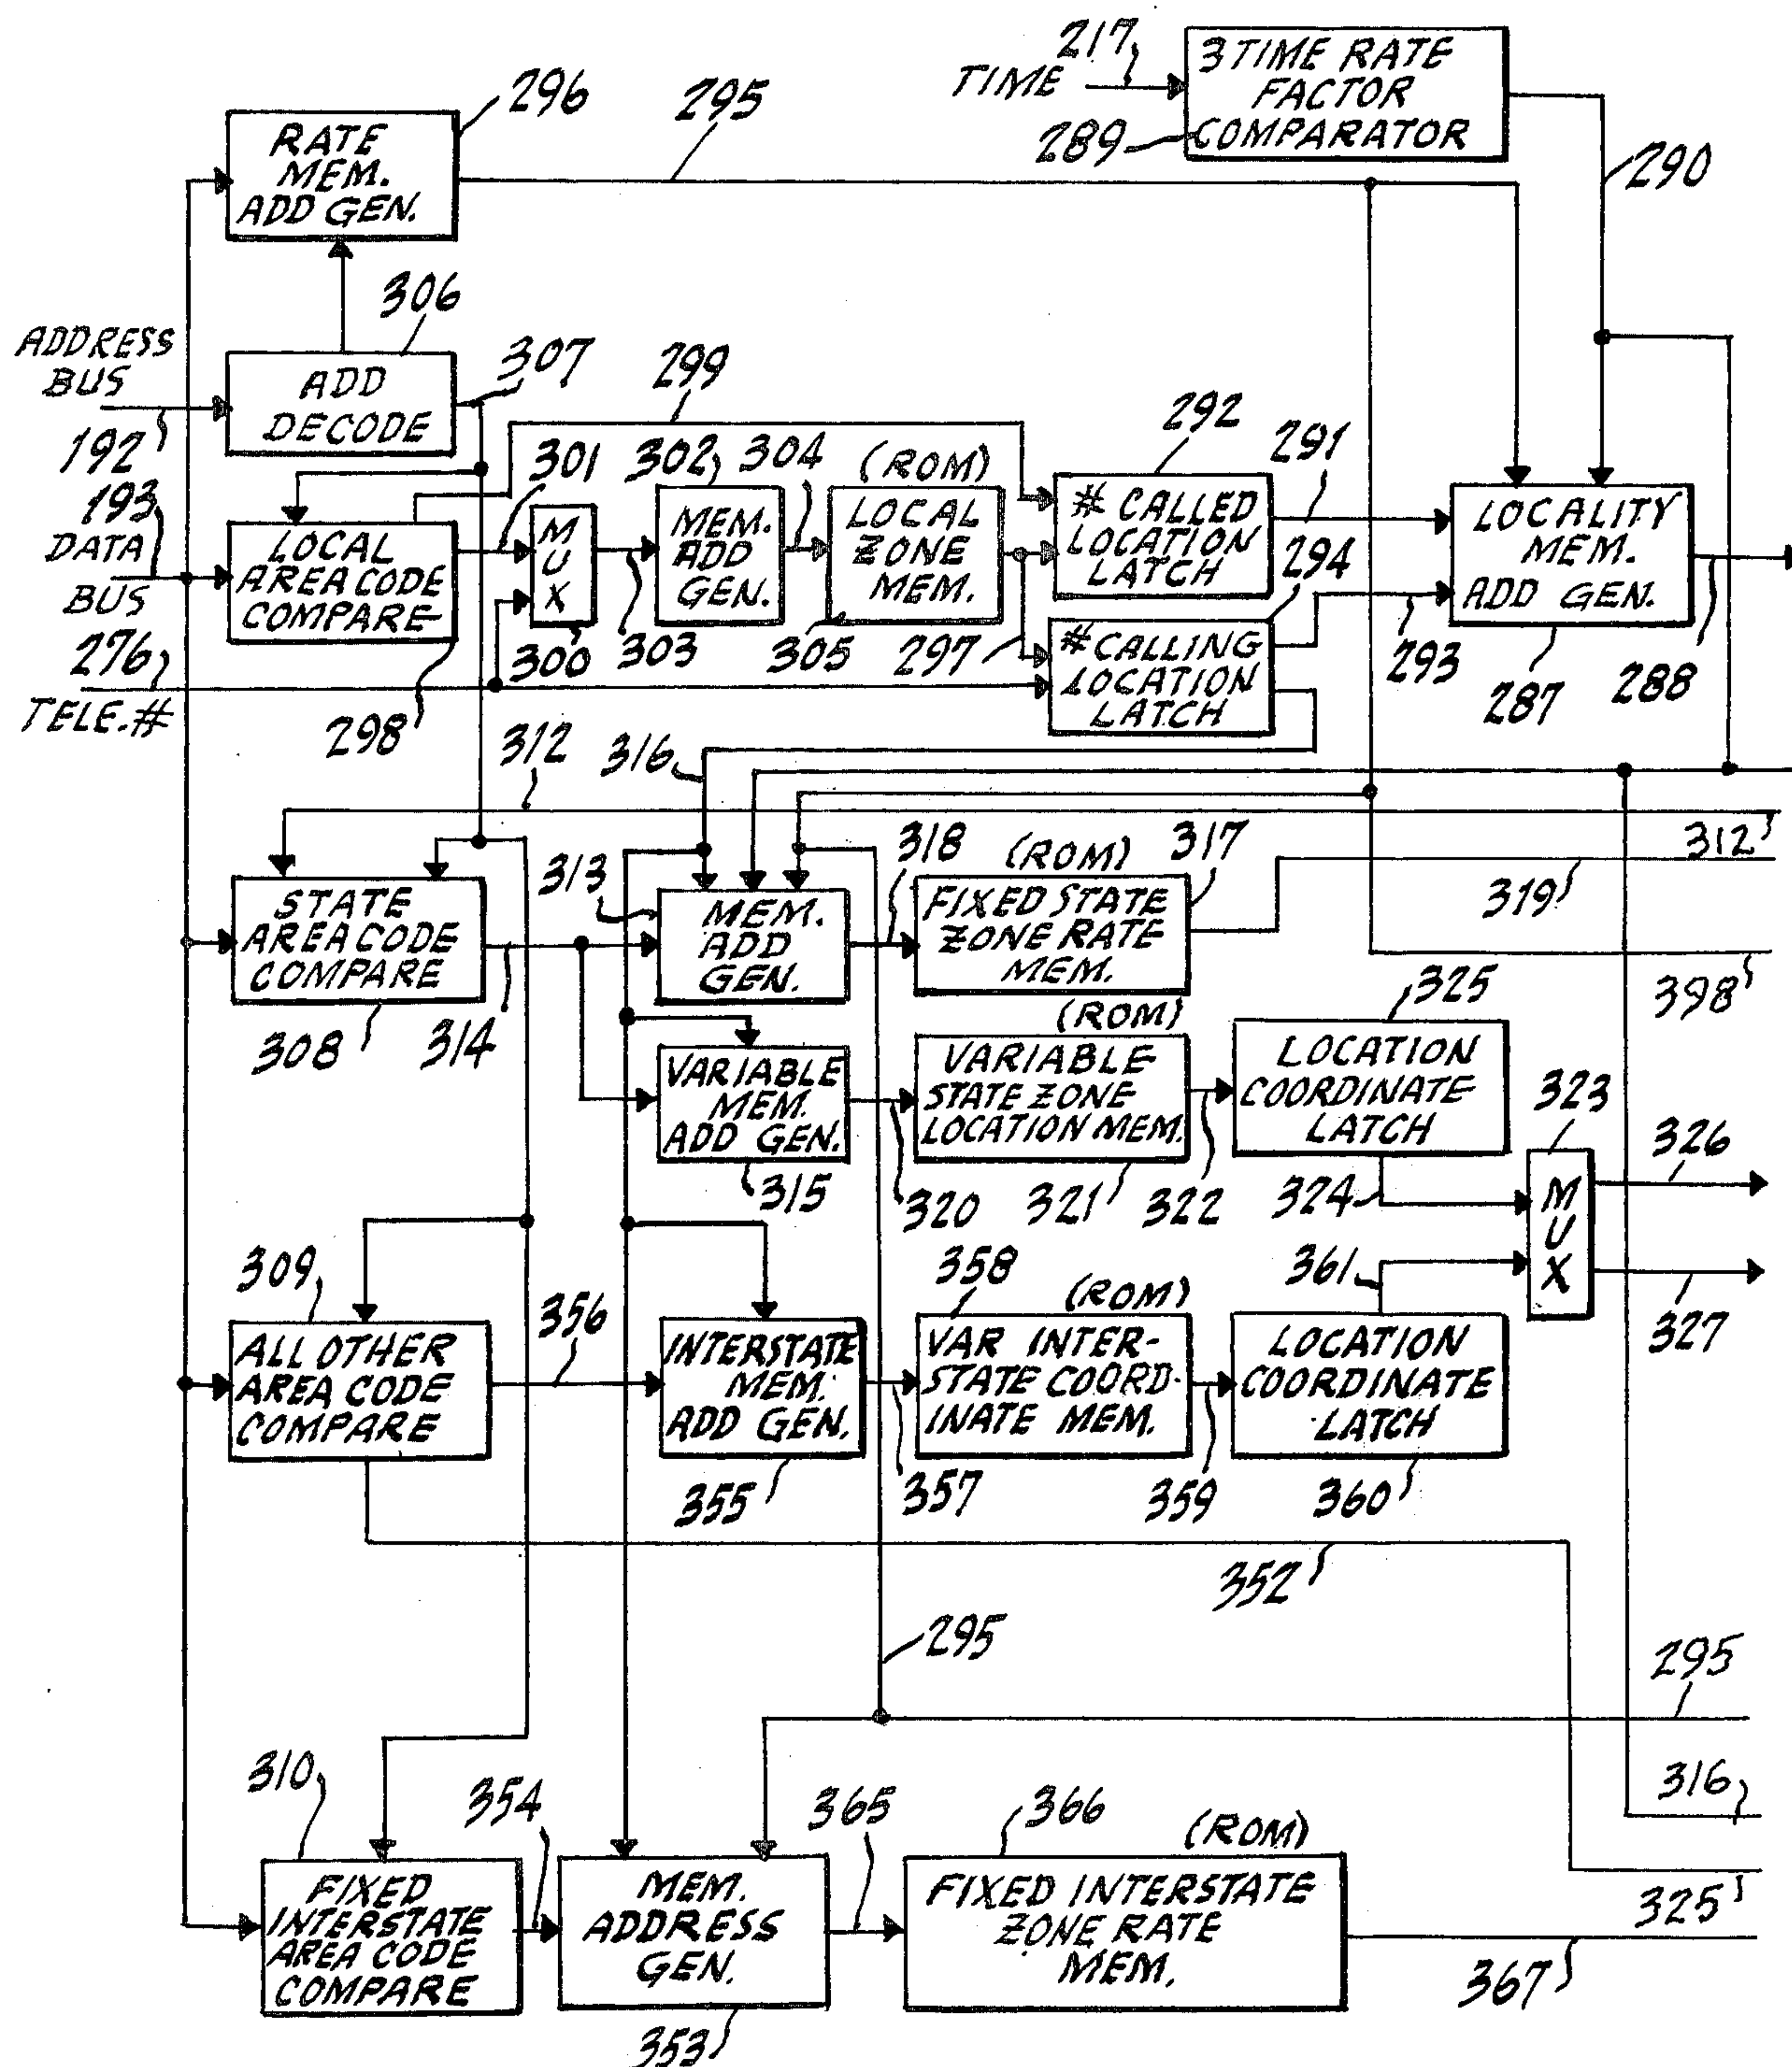 217
TIME
3 TIME RATE
FACTOR
COMPARATOR
289
290
296
295
RATE
MEM.
ADD GEN.
306
ADDRESS
BUS
192
ADD
DECODE
307
299
292
291
193
DATA
BUS
LOCAL
AREA CODE
COMPARE
301
MUX
300
302
303
MEM.
ADD
GEN.
304
(ROM)
LOCAL
ZONE
MEM.
305
297
# CALLED
LOCATION
LATCH
294
# CALLING
LOCATION
LATCH
293
LOCALITY
MEM.
ADD GEN.
287
288
276
TELE.#
298
312
316
312
STATE
AREA CODE
COMPARE
308
314
313
MEM.
ADD
GEN.
318
(ROM)
317
FIXED STATE
ZONE RATE
MEM.
319
398
VARIABLE
MEM.
ADD GEN.
315
320
(ROM)
VARIABLE
STATE ZONE
LOCATION MEM.
321
322
325
LOCATION
COORDINATE
LATCH
324
323
MUX
326
327
309
ALL OTHER
AREA CODE
COMPARE
356
INTERSTATE
MEM.
ADD GEN.
355
357
358
(ROM)
VAR INTER-
STATE COORD-
INATE MEM.
359
361
LOCATION
COORDINATE
LATCH
360
352
295
295
316
325
310
FIXED
INTERSTATE
AREA CODE
COMPARE
354
MEM.
ADDRESS
GEN.
353
365
366
(ROM)
FIXED INTERSTATE
ZONE RATE
MEM.
367